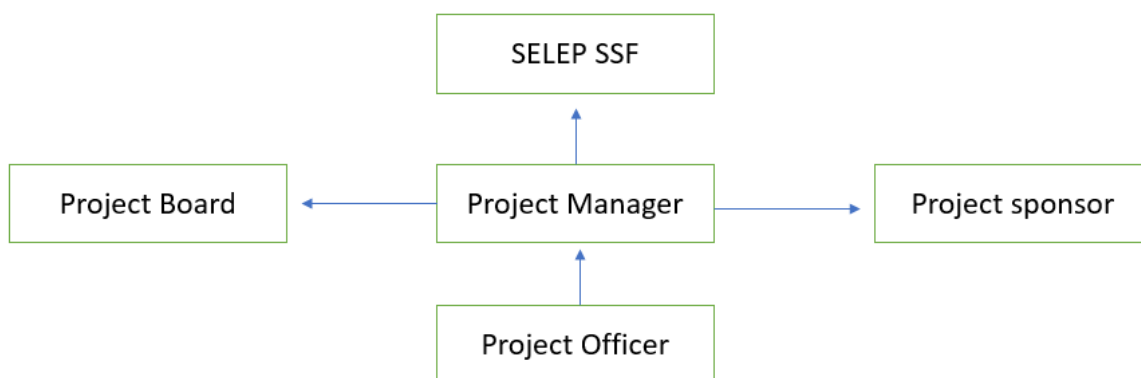 SELEP SSF
Project Board
Project Manager
Project sponsor
Project Officer